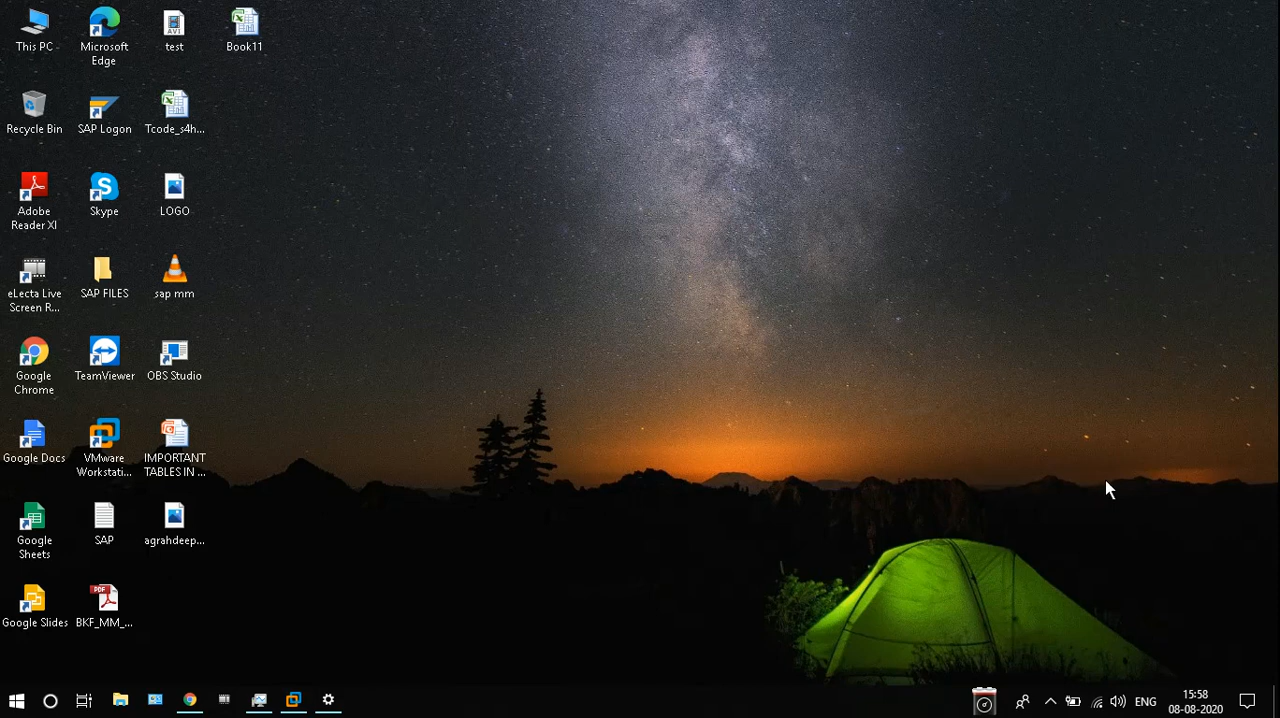 This PC
Microsoft
Edge
test
Book11
Recycle Bin
SAP Logon
Tcode_s4h...
Adobe
Reader XI
Skype
LOGO
eLecta Live
Screen R...
SAP FILES
sap mm
Google
Chrome
TeamViewer
OBS Studio
Google Docs
VMware
Workstati...
IMPORTANT
TABLES IN ...
Google
Sheets
SAP
agrahdeep...
Google Slides
BKF_MM_...
ENG
15:58
08-08-2020